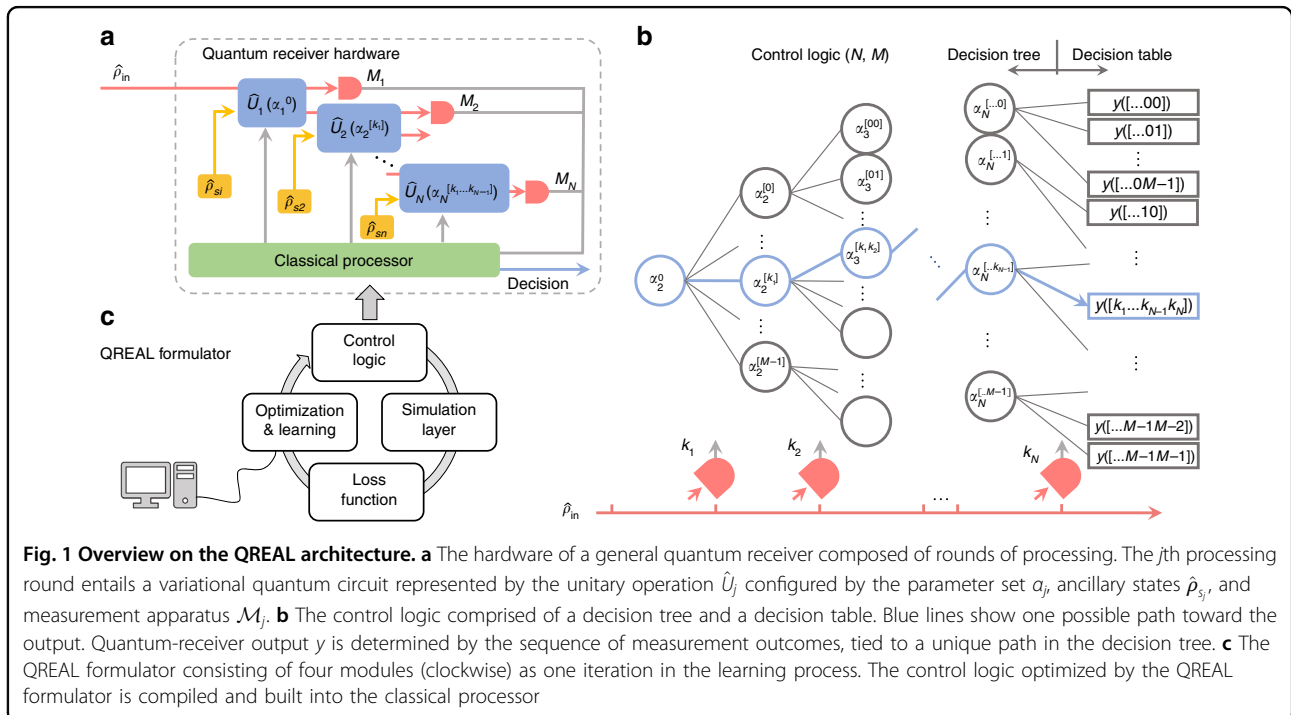 a
Quantum receiver hardware
ρ̂in
M1
Û1 (α1^0)
M2
Û2 (α2^[k1])
MN
ÛN (αN^[k1...kN−1])
ρ̂si
ρ̂s2
ρ̂sn
Classical processor
Decision
b
Control logic (N, M)
Decision tree
Decision table
α2^0
α2^[0]
α2^[k1]
α2^[M−1]
α3^[00]
α3^[01]
α3^[k1k2]
αN^[...0]
αN^[...1]
αN^[..kN−1]
αN^[..M−1]
y([...00])
y([...01])
y([...0M−1])
y([...10])
y([k1...kN−1kN])
y([...M−1M−2])
y([...M−1M−1])
k1
k2
kN
...
ρ̂in
c
QREAL formulator
Control
logic
Optimization
& learning
Simulation
layer
Loss
function
Fig. 1 Overview on the QREAL architecture. a The hardware of a general quantum receiver composed of rounds of processing. The jth processing
round entails a variational quantum circuit represented by the unitary operation Ûj configured by the parameter set αj, ancillary states ρ̂sj, and
measurement apparatus Mj. b The control logic comprised of a decision tree and a decision table. Blue lines show one possible path toward the
output. Quantum-receiver output y is determined by the sequence of measurement outcomes, tied to a unique path in the decision tree. c The
QREAL formulator consisting of four modules (clockwise) as one iteration in the learning process. The control logic optimized by the QREAL
formulator is compiled and built into the classical processor